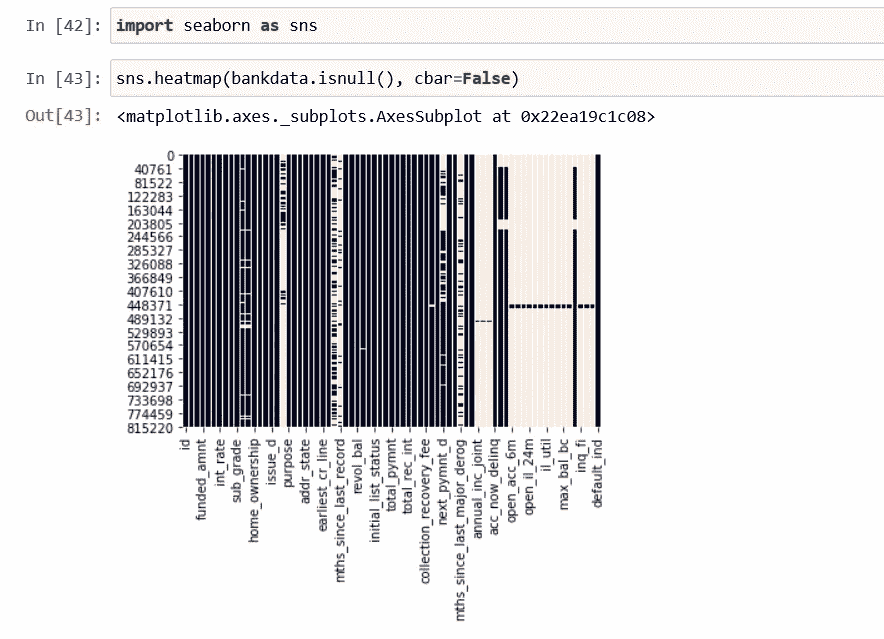 In [42]: import seaborn as sns
In [43]: sns.heatmap(bankdata.isnull(), cbar=False)
Out[43]: <matplotlib.axes._subplots.AxesSubplot at 0x22ea19c1c08>
0
40761
81522
122283
163044
203805
244566
285327
326088
366849
407610
448371
489132
529893
570654
611415
652176
692937
733698
774459
815220
id
funded_amnt
int_rate
sub_grade
home_ownership
issue_d
purpose
addr_state
earliest_cr_line
mths_since_last_record
revol_bal
initial_list_status
total_pymnt
total_rec_int
collection_recovery_fee
next_pymnt_d
mths_since_last_major_derog
annual_inc_joint
acc_now_delinq
open_acc_6m
open_il_24m
il_util
max_bal_bc
inq_fi
default_ind